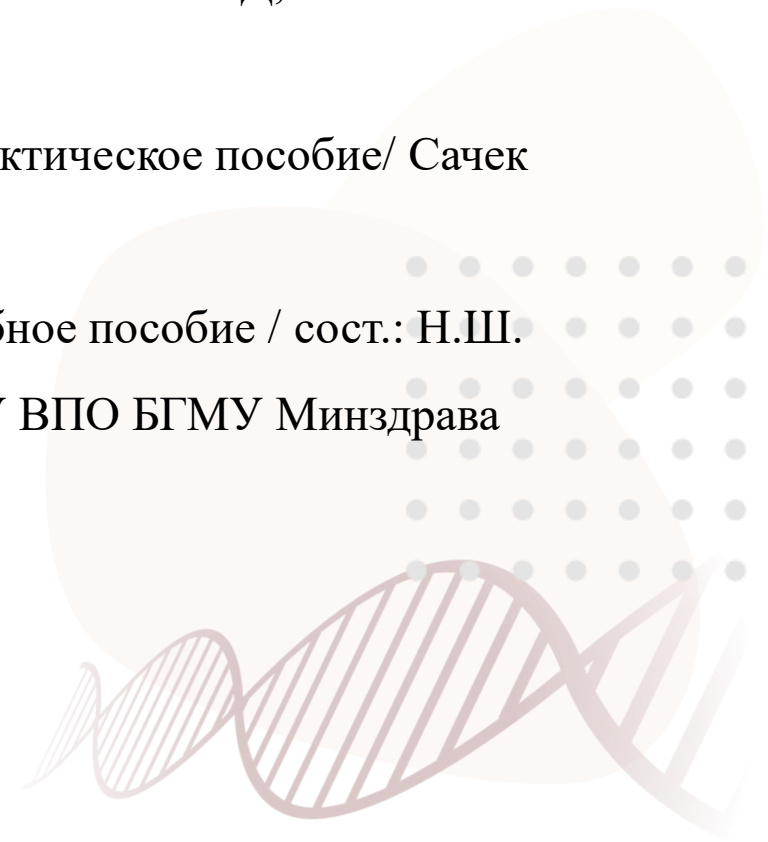 ктическое пособие/ Сачек
бное пособие / сост.: Н.Ш.
ВПО БГМУ Минздрава